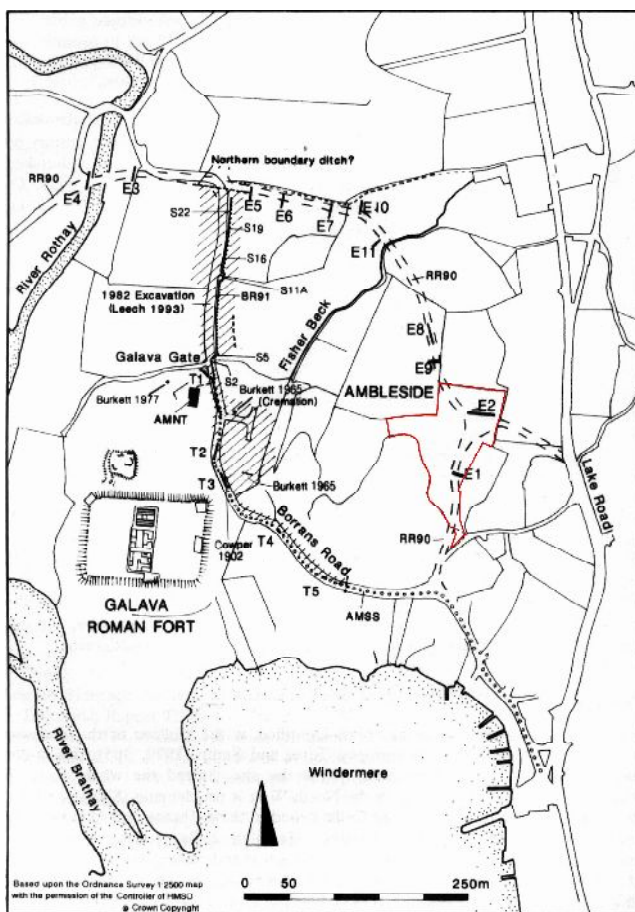 Northern boundary ditch?
RR90
E4
E3
E5
E6
E7
E10
E11
S22
S19
S16
S11A
BR91
River Rothay
1982 Excavation
(Leech 1993)
Fisher Beck
RR90
E8
E9
Galava Gate
S5
T1
S2
Burkett 1977
AMNT
Burkett 1965
(Cremation)
AMBLESIDE
E2
T2
Burkett 1965
E1
T3
Lake Road
Borrans Road
Cowper
1902
T4
RR90
T5
AMSS
GALAVA
ROMAN FORT
River Brathay
Windermere
Based upon the Ordnance Survey 1:2500 map
with the permission of the Controller of HMSO
© Crown Copyright
0 50 250m